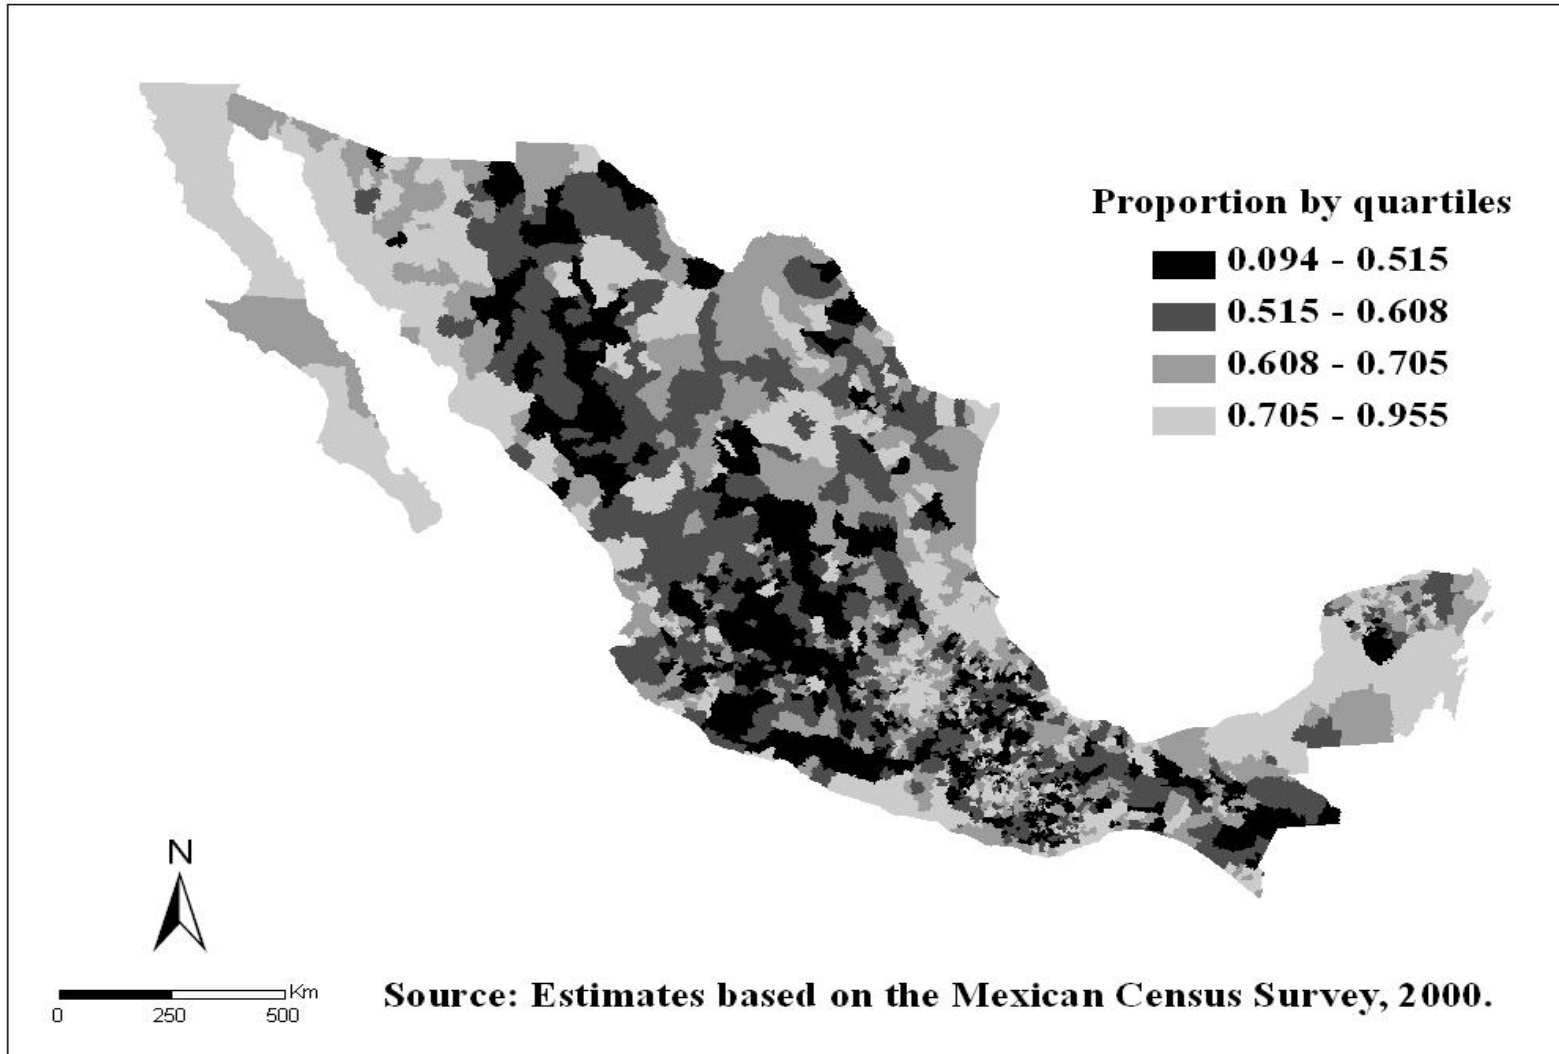 Proportion by quartiles
0.094 - 0.515
0.515 - 0.608
0.608 - 0.705
0.705 - 0.955
N
Km
0 250 500
Source: Estimates based on the Mexican Census Survey, 2000.